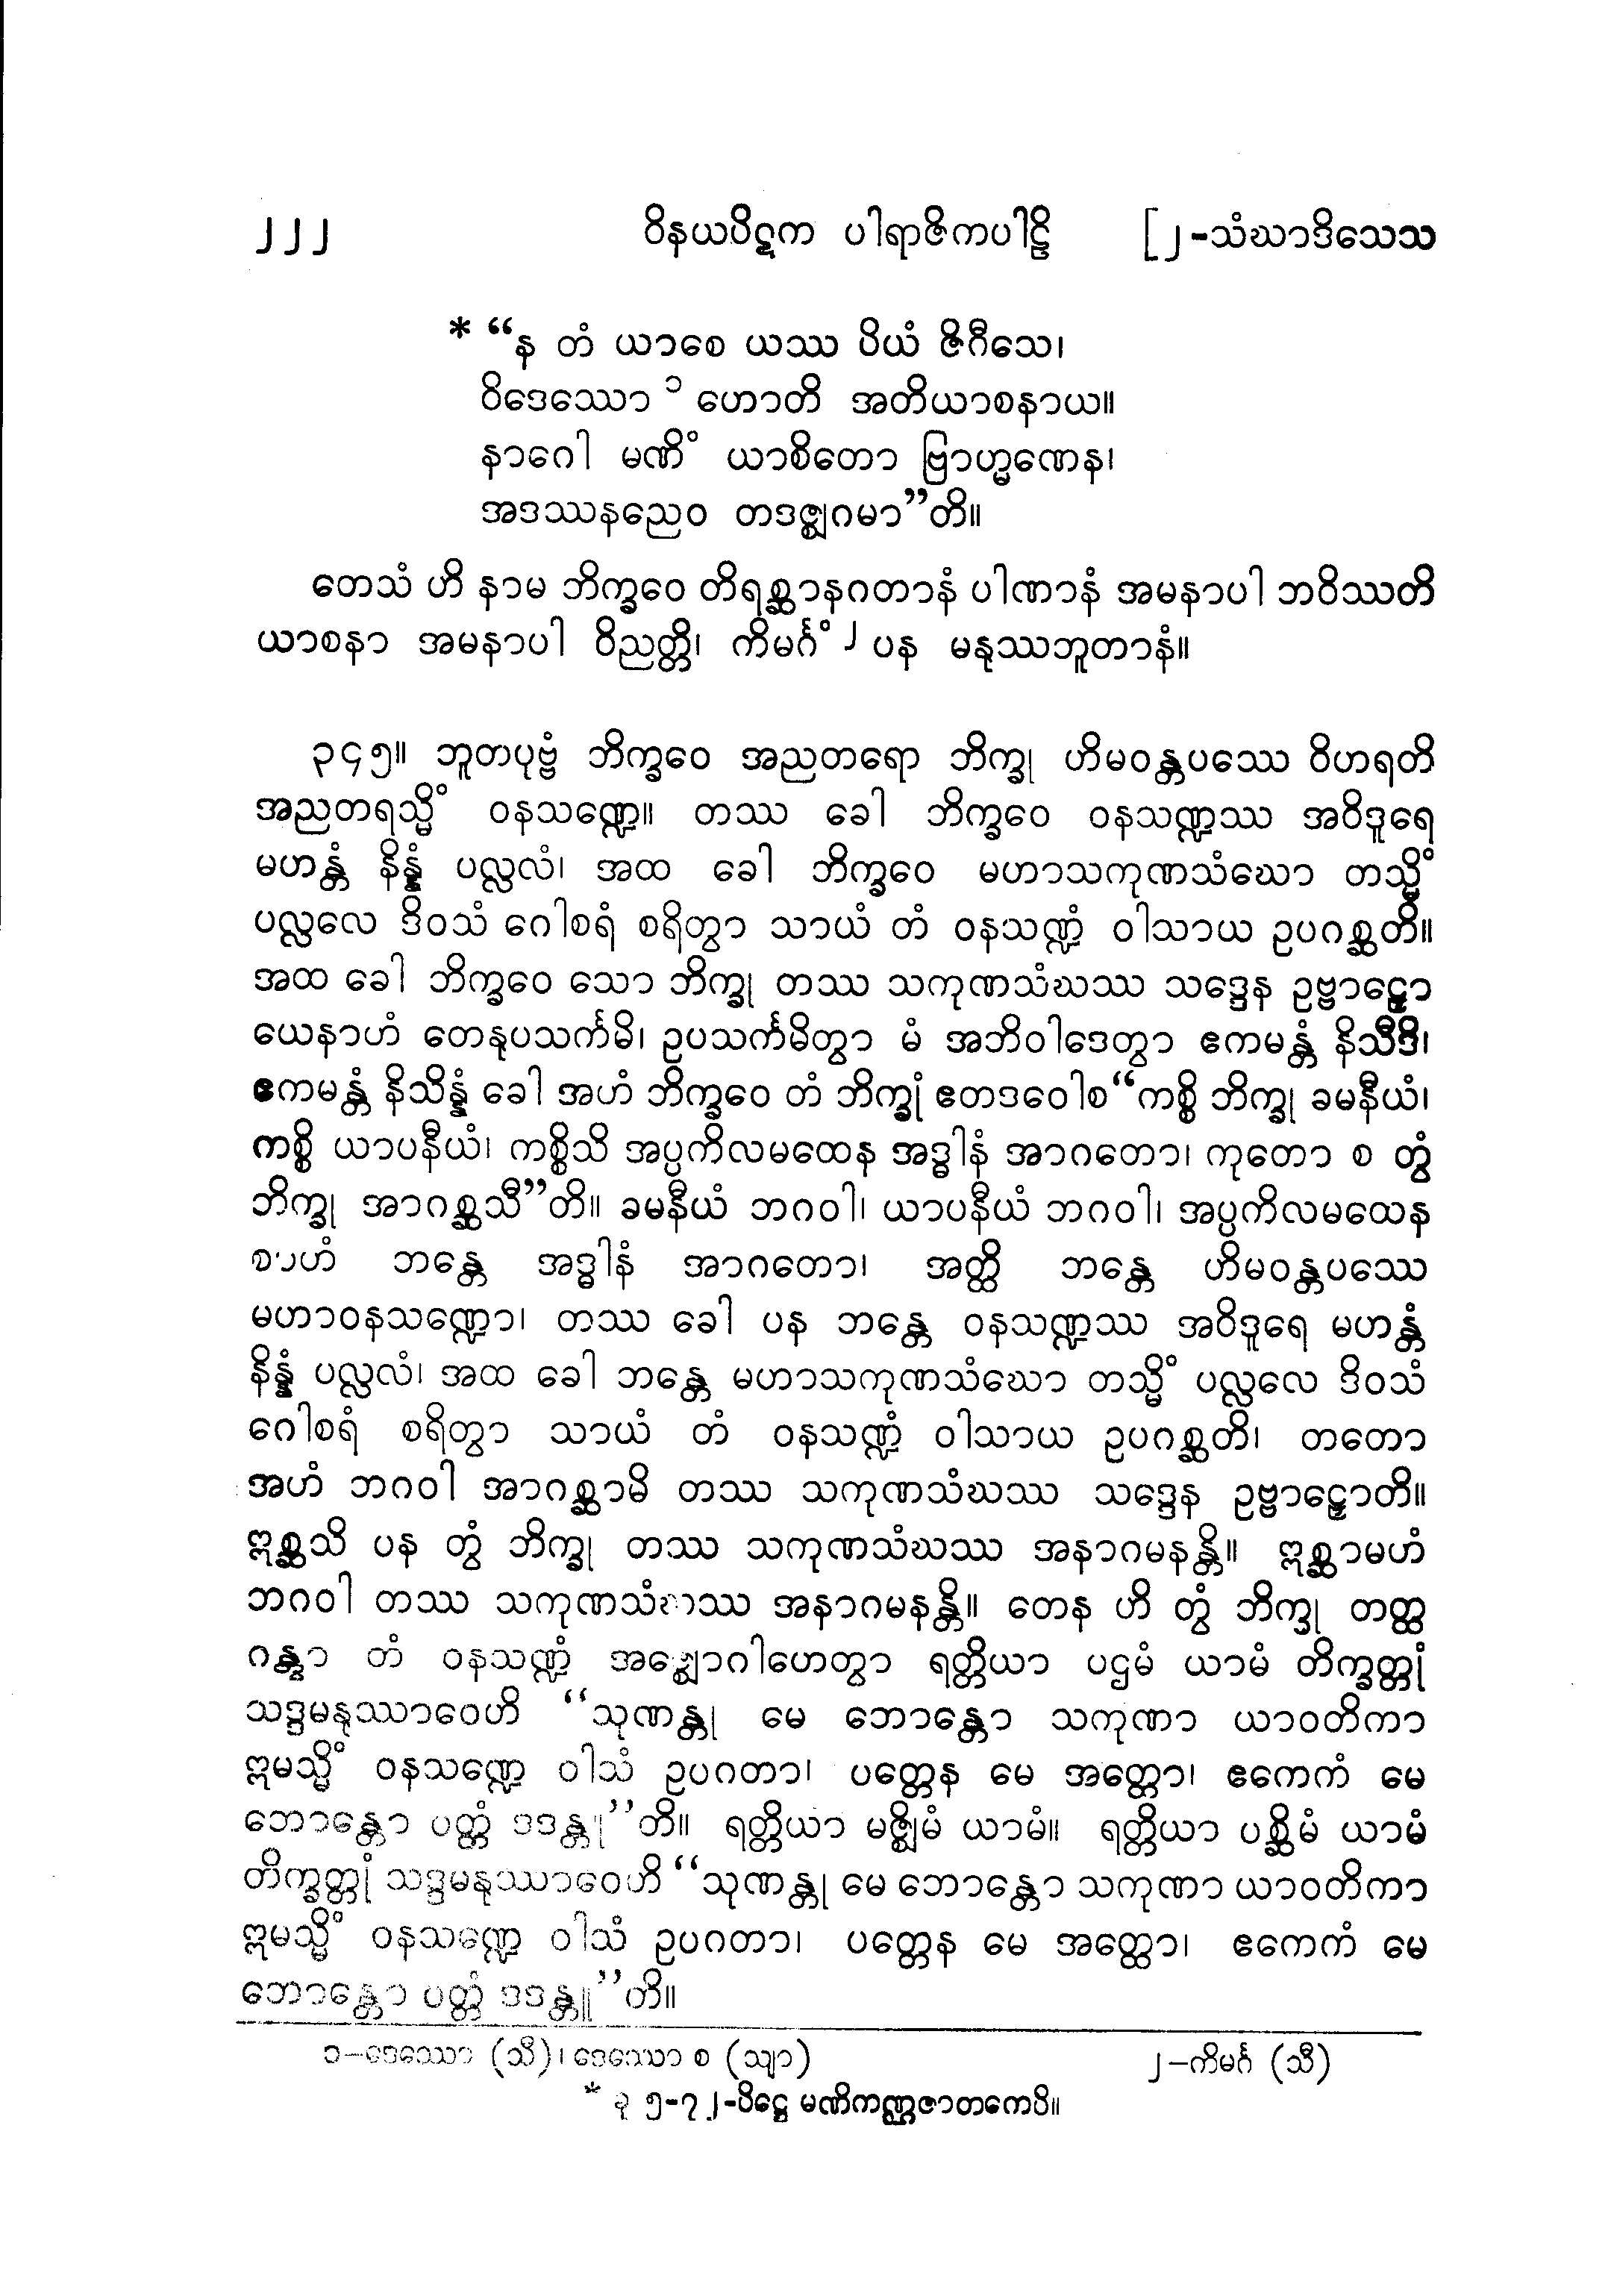 ၂၂၂ ဝိနယပိဋက ပါရာဇိကပါဠိ [၂-သံဃာဒိသေသ
* “န တံ ယာစေ ယဿ ပိယံ ဇိဂီသေ၊
ဝိဒေဿော ၁ ဟောတိ အတိယာစနာယ။
နာဂေါ မဏိံ ယာစိတော ဗြာဟ္မဏေန၊
အဒဿနညေဝ တဒဇ္ဈဂမာ”တိ။
တေသံ ဟိ နာမ ဘိက္ခဝေ တိရစ္ဆာနဂတာနံ ပါဏာနံ အမနာပါ ဘဝိဿတိ
ယာစနာ အမနာပါ ဝိညတ္တိ၊ ကိမင်္ဂံ ၂ ပန မနုဿဘူတာနံ။
၃၄၅။ ဘူတပုဗ္ဗံ ဘိက္ခဝေ အညတရော ဘိက္ခု ဟိမဝန္တပဿေ ဝိဟရတိ
အညတရသ္မိံ ဝနသဏ္ဍေ။ တဿ ခေါ ဘိက္ခဝေ ဝနသဏ္ဍဿ အဝိဒူရေ
မဟန္တံ နိန္နံ ပလ္လလံ၊ အထ ခေါ ဘိက္ခဝေ မဟာသကုဏသံဃော တသ္မိံ
ပလ္လလေ ဒိဝသံ ဂေါစရံ စရိတွာ သာယံ တံ ဝနသဏ္ဍံ ဝါသာယ ဥပဂစ္ဆတိ။
အထ ခေါ ဘိက္ခဝေ သော ဘိက္ခု တဿ သကုဏသံဃဿ သဒ္ဒေန ဥဗ္ဗာဠှော
ယေနာဟံ တေနုပသင်္ကမိ၊ ဥပသင်္ကမိတွာ မံ အဘိဝါဒေတွာ ဧကမန္တံ နိသီဒိ၊
ဧကမန္တံ နိသိန္နံ ခေါ အဟံ ဘိက္ခဝေ တံ ဘိက္ခုံ ဧတဒဝေါစ “ကစ္စိ ဘိက္ခု ခမနီယံ၊
ကစ္စိ ယာပနီယံ၊ ကစ္စိသိ အပ္ပကိလမထေန အဒ္ဓါနံ အာဂတော၊ ကုတော စ တွံ
ဘိက္ခု အာဂစ္ဆသီ”တိ။ ခမနီယံ ဘဂဝါ၊ ယာပနီယံ ဘဂဝါ၊ အပ္ပကိလမထေန
စာဟံ ဘန္တေ အဒ္ဓါနံ အာဂတော၊ အတ္ထိ ဘန္တေ ဟိမဝန္တပဿေ
မဟာဝနသဏ္ဍော၊ တဿ ခေါ ပန ဘန္တေ ဝနသဏ္ဍဿ အဝိဒူရေ မဟန္တံ
နိန္နံ ပလ္လလံ၊ အထ ခေါ ဘန္တေ မဟာသကုဏသံဃော တသ္မိံ ပလ္လလေ ဒိဝသံ
ဂေါစရံ စရိတွာ သာယံ တံ ဝနသဏ္ဍံ ဝါသာယ ဥပဂစ္ဆတိ၊ တတော
အဟံ ဘဂဝါ အာဂစ္ဆာမိ တဿ သကုဏသံဃဿ သဒ္ဒေန ဥဗ္ဗာဠှောတိ။
ဣစ္ဆသိ ပန တွံ ဘိက္ခု တဿ သကုဏသံဃဿ အနာဂမနန္တိ။ ဣစ္ဆာမဟံ
ဘဂဝါ တဿ သကုဏသံဃဿ အနာဂမနန္တိ။ တေန ဟိ တွံ ဘိက္ခု တတ္ထ
ဂန္တွာ တံ ဝနသဏ္ဍံ အဇ္ဈောဂါဟေတွာ ရတ္တိယာ ပဌမံ ယာမံ တိက္ခတ္တုံ
သဒ္ဒမနုဿာဝေဟိ “သုဏန္တု မေ ဘောန္တော သကုဏာ ယာဝတိကာ
ဣမသ္မိံ ဝနသဏ္ဍေ ဝါသံ ဥပဂတာ၊ ပတ္တေန မေ အတ္ထော၊ ဧကေကံ မေ
ဘောန္တော ပတ္တံ ဒဒန္တူ”တိ။ ရတ္တိယာ မဇ္ဈိမံ ယာမံ။ ရတ္တိယာ ပစ္ဆိမံ ယာမံ
တိက္ခတ္တုံ သဒ္ဒမနုဿာဝေဟိ “သုဏန္တု မေ ဘောန္တော သကုဏာ ယာဝတိကာ
ဣမသ္မိံ ဝနသဏ္ဍေ ဝါသံ ဥပဂတာ၊ ပတ္တေန မေ အတ္ထော၊ ဧကေကံ မေ
ဘောန္တော ပတ္တံ ဒဒန္တူ”တိ။
၁-ဒေဿော (သီ)၊ ဒေဿော စ (သျာ) ၂-ကိမင်္ဂ (သီ)
* ခု ၅-၇၂-ပိဋ္ဌေ မဏိကဏ္ဌဇာတကေပိ။